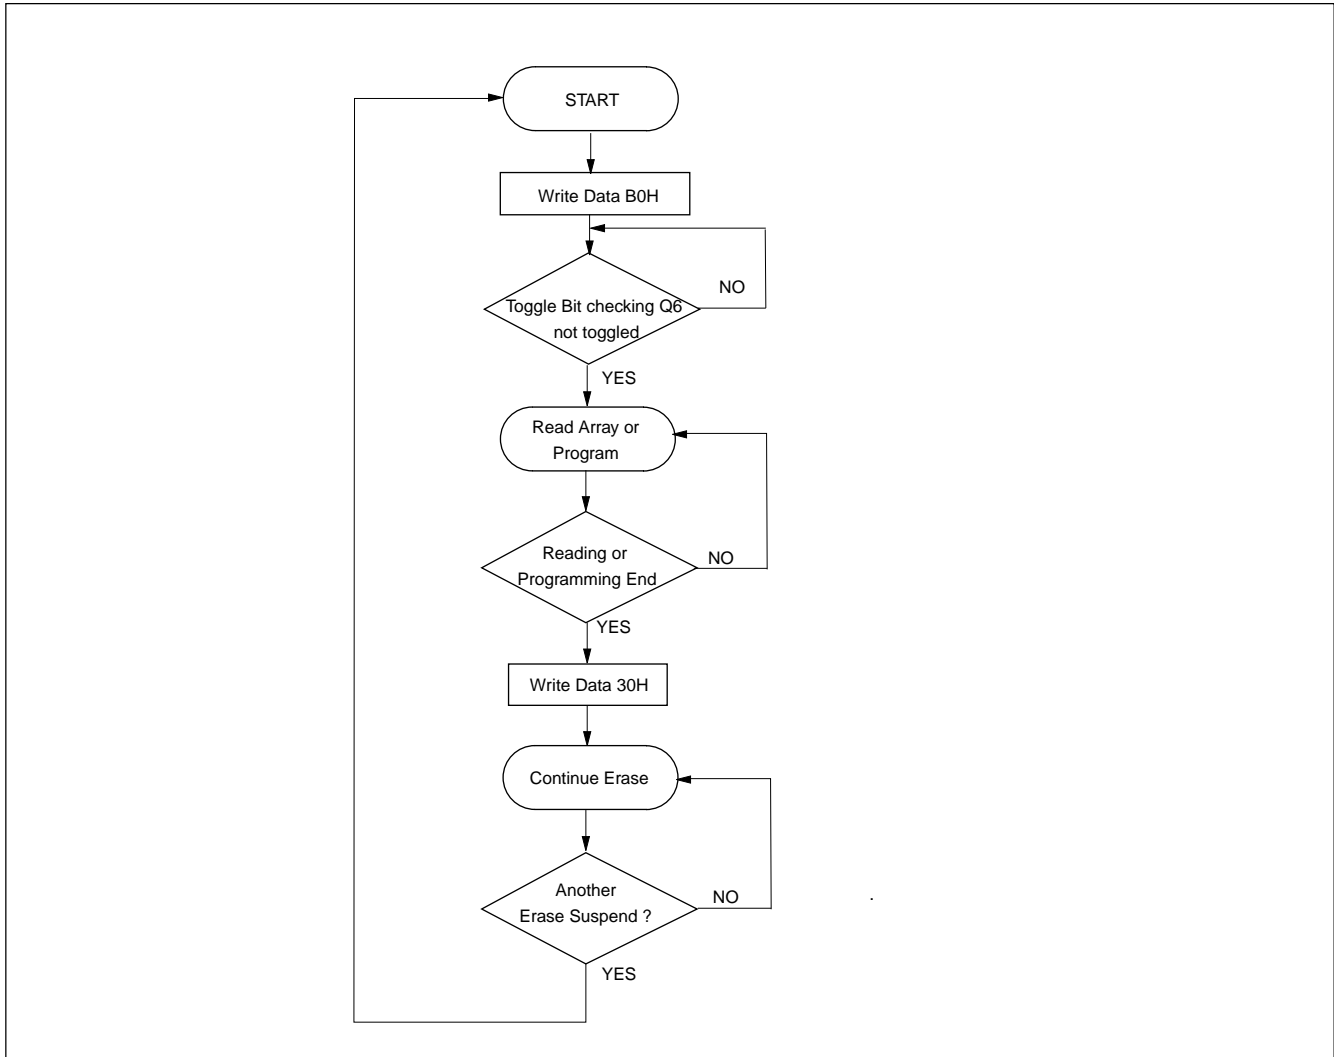 START
Write Data B0H
NO
Toggle Bit checking Q6
not toggled
YES
Read Array or
Program
Reading or
NO
Programming End
YES
Write Data 30H
Continue Erase
Another
NO
Erase Suspend ?
YES
.